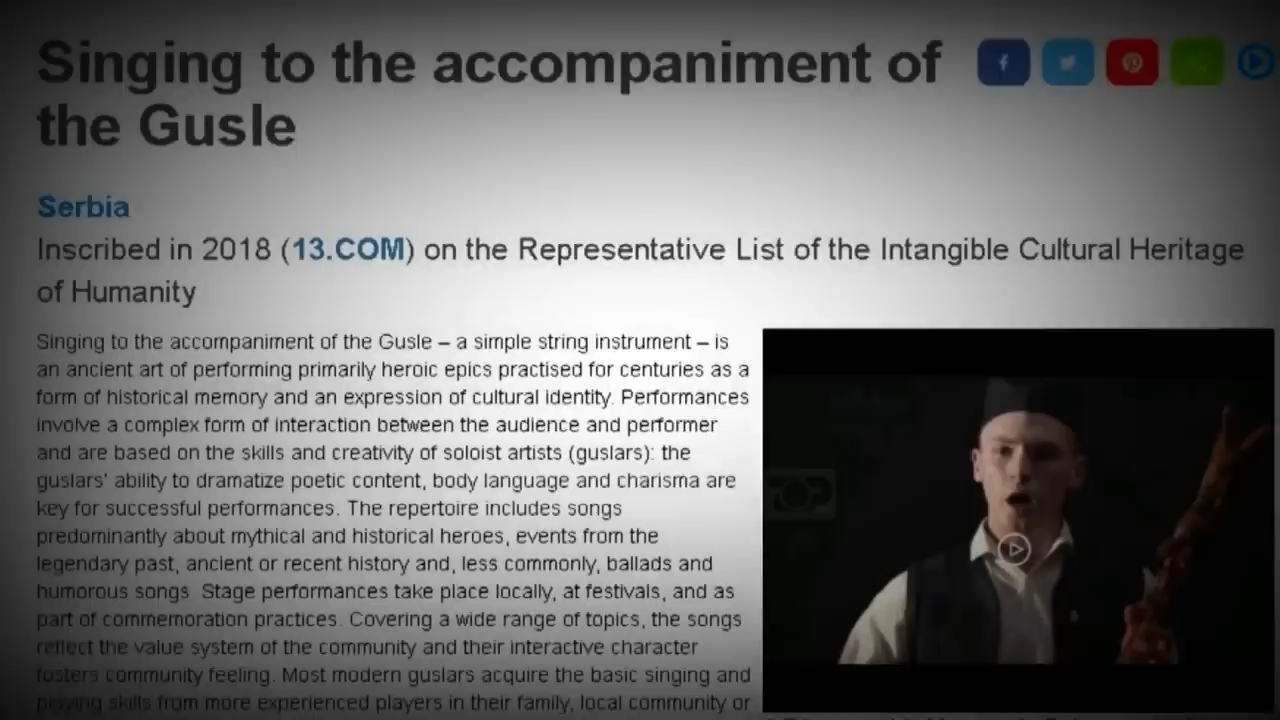 Singing to the accompaniment of
the Gusle
Serbia
Inscribed in 2018 (13.COM) on the Representative List of the Intangible Cultural Heritage
of Humanity
Singing to the accompaniment of the Gusle – a simple string instrument – is
an ancient art of performing primarily heroic epics practised for centuries as a
form of historical memory and an expression of cultural identity. Performances
involve a complex form of interaction between the audience and performer
and are based on the skills and creativity of soloist artists (guslars): the
guslars' ability to dramatize poetic content, body language and charisma are
key for successful performances. The repertoire includes songs
predominantly about mythical and historical heroes, events from the
legendary past, ancient or recent history and, less commonly, ballads and
humorous songs. Stage performances take place locally, at festivals, and as
part of commemoration practices. Covering a wide range of topics, the songs
reflect the value system of the community and their interactive character
fosters community feeling. Most modern guslars acquire the basic singing and
playing skills from more experienced players in their family, local community or